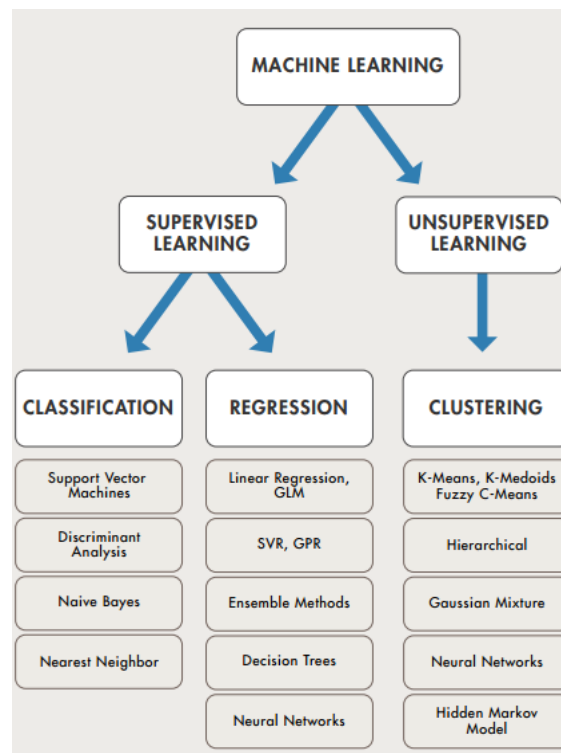 MACHINE LEARNING
SUPERVISED
LEARNING
UNSUPERVISED
LEARNING
CLASSIFICATION
Support Vector
Machines
Discriminant
Analysis
Naive Bayes
Nearest Neighbor
REGRESSION
Linear Regression,
GLM
SVR, GPR
Ensemble Methods
Decision Trees
Neural Networks
CLUSTERING
K-Means, K-Medoids
Fuzzy C-Means
Hierarchical
Gaussian Mixture
Neural Networks
Hidden Markov
Model